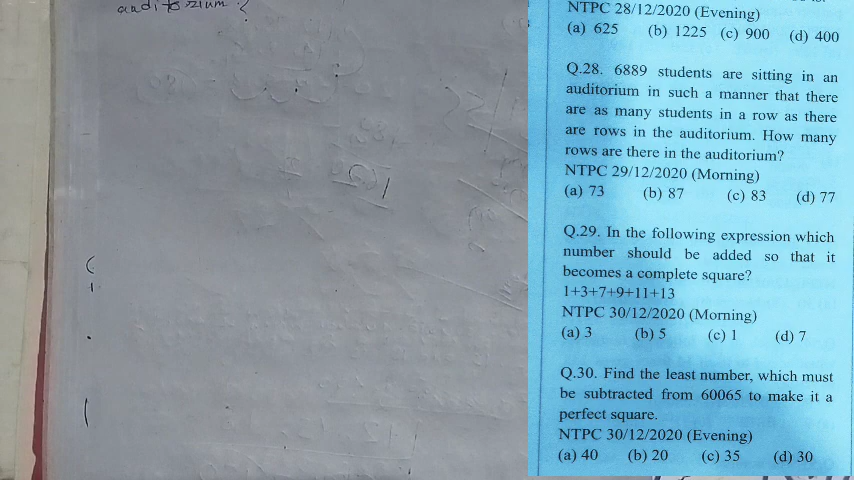 auditorium ?
NTPC 28/12/2020 (Evening)
(a) 625 (b) 1225 (c) 900 (d) 400
Q.28. 6889 students are sitting in an
auditorium in such a manner that there
are as many students in a row as there
are rows in the auditorium. How many
rows are there in the auditorium?
NTPC 29/12/2020 (Morning)
(a) 73 (b) 87 (c) 83 (d) 77
Q.29. In the following expression which
number should be added so that it
becomes a complete square?
1+3+7+9+11+13
NTPC 30/12/2020 (Morning)
(a) 3 (b) 5 (c) 1 (d) 7
Q.30. Find the least number, which must
be subtracted from 60065 to make it a
perfect square.
NTPC 30/12/2020 (Evening)
(a) 40 (b) 20 (c) 35 (d) 30